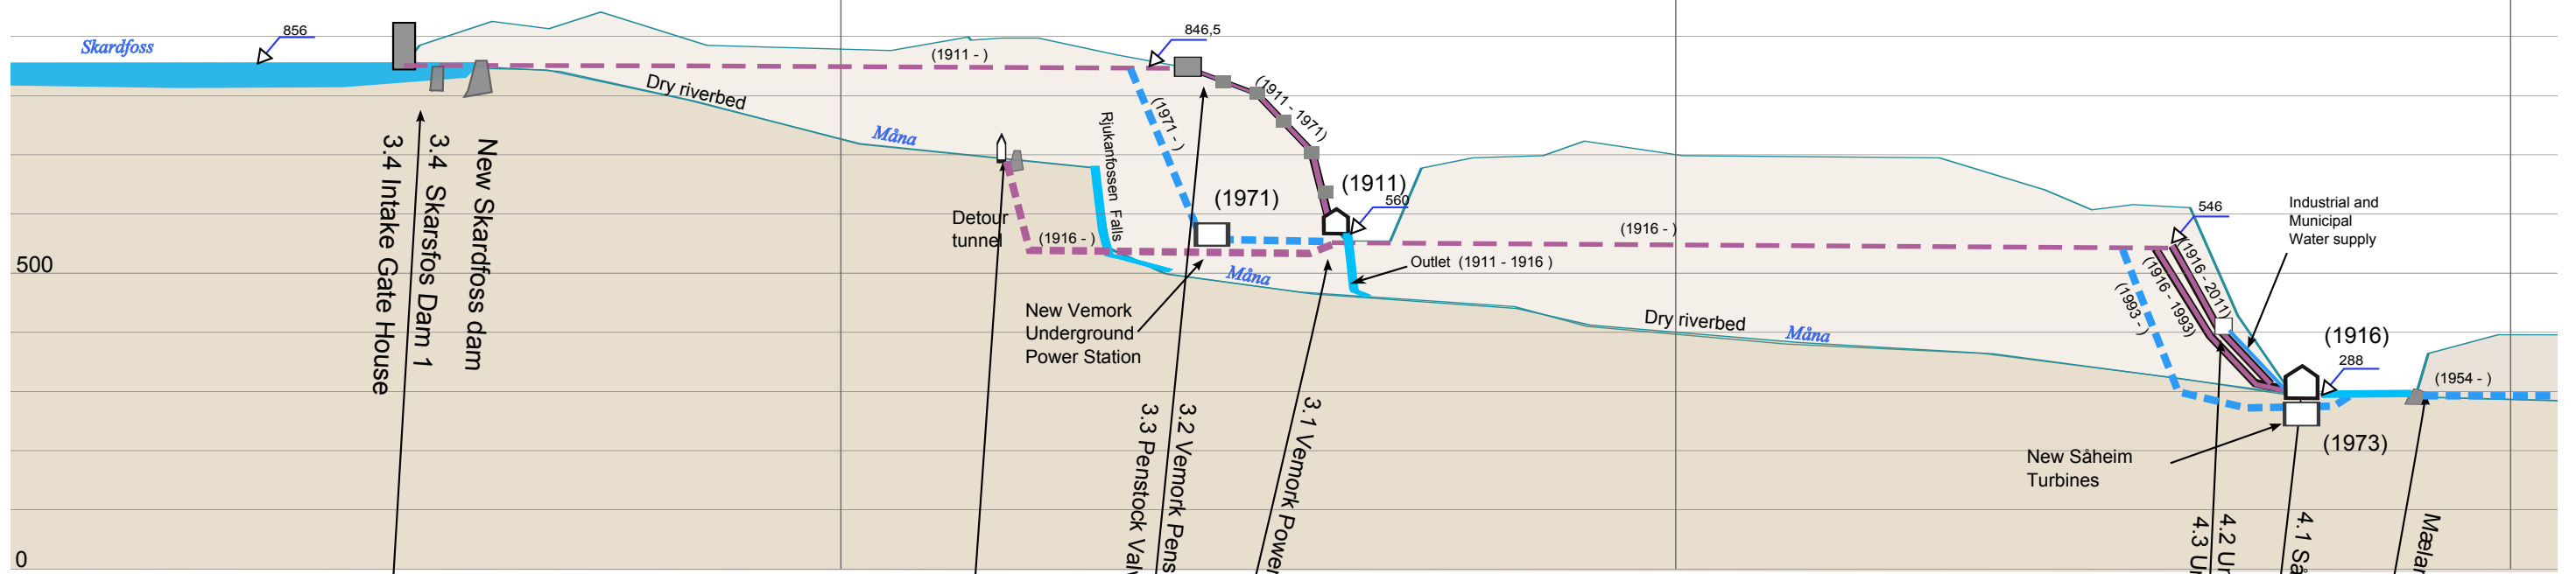 Skardfoss
856
(1911 - )
846,5
(1911 - 1971)
Dry riverbed
Måna
(1971 - )
Rjukanfossen Falls
3.4 Intake Gate House
3.4 Skarsfos Dam 1
New Skardfoss dam
Detour
tunnel
(1916 - )
(1971)
(1911)
560
(1916 - )
546
Industrial and
Municipal
Water supply
500
Måna
Outlet (1911 - 1916 )
New Vemork
Underground
Power Station
Dry riverbed
Måna
(1993 - )
(1916 - 1993)
(1916 - 2011)
(1916)
288
(1954 - )
3.3 Penstock Val
3.2 Vemork Pens
3.1 Vemork Power
New Såheim
Turbines
(1973)
4.3 Ur
4.2 Ur
4.1 Så
Mælan
0